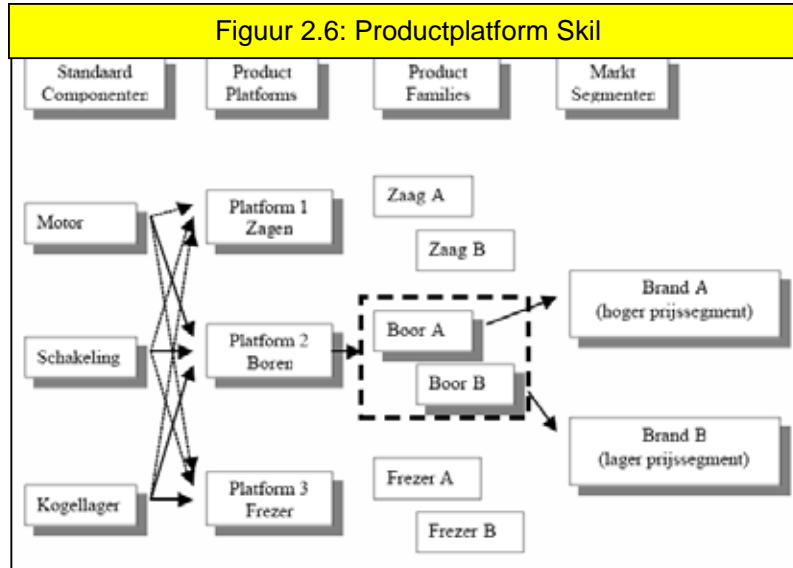 Figuur 2.6: Productplatform Skil
Standaard
Componenten
Product
Platforms
Product
Families
Markt
Segmenten
Motor
Schakeling
Kogellager
Platform 1
Zagen
Platform 2
Boren
Platform 3
Frezer
Zaag A
Zaag B
Boor A
Boor B
Frezer A
Frezer B
Brand A
(hoger prijssegment)
Brand B
(lager prijssegment)